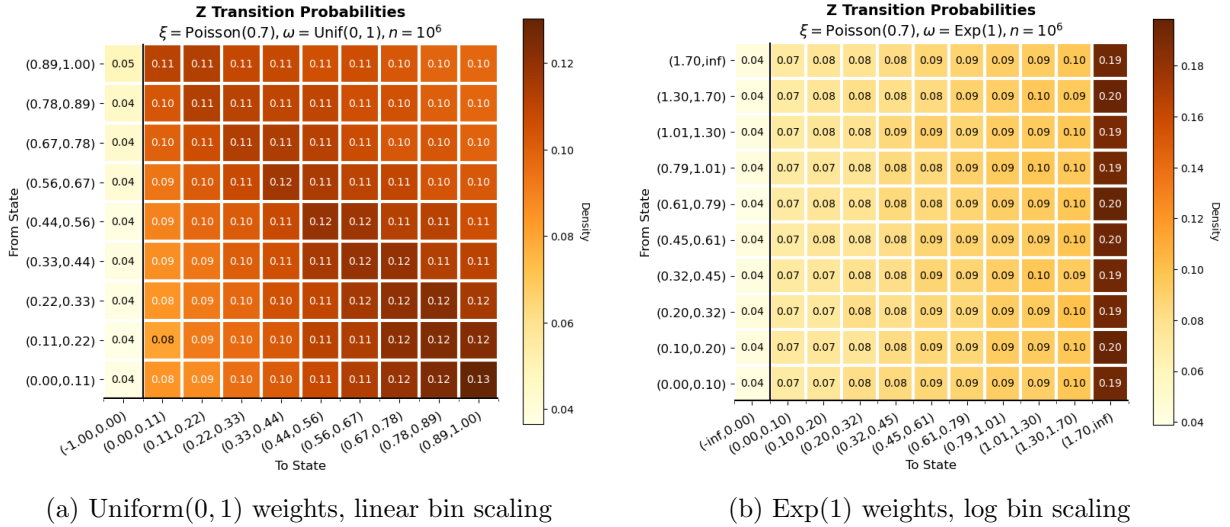 Z Transition Probabilities
ξ = Poisson(0.7), ω = Unif(0, 1), n = 10⁶
From State
(0.89,1.00) 0.05 0.11 0.11 0.11 0.11 0.11 0.10 0.10 0.10 0.10
(0.78,0.89) 0.04 0.10 0.11 0.11 0.11 0.11 0.11 0.10 0.10 0.10
(0.67,0.78) 0.04 0.10 0.11 0.11 0.11 0.11 0.11 0.10 0.10 0.10
(0.56,0.67) 0.04 0.09 0.10 0.11 0.12 0.11 0.11 0.11 0.10 0.10
(0.44,0.56) 0.04 0.09 0.10 0.10 0.11 0.12 0.12 0.11 0.11 0.11
(0.33,0.44) 0.04 0.09 0.09 0.10 0.11 0.11 0.12 0.12 0.11 0.11
(0.22,0.33) 0.04 0.08 0.09 0.10 0.10 0.11 0.12 0.12 0.12 0.12
(0.11,0.22) 0.04 0.08 0.09 0.10 0.10 0.11 0.11 0.12 0.12 0.12
(0.00,0.11) 0.04 0.08 0.09 0.10 0.10 0.11 0.11 0.12 0.12 0.13
(-1.00,0.00) (0.00,0.11) (0.11,0.22) (0.22,0.33) (0.33,0.44) (0.44,0.56) (0.56,0.67) (0.67,0.78) (0.78,0.89) (0.89,1.00)
To State
0.12
0.10
0.08
0.06
0.04
Density
(a) Uniform(0, 1) weights, linear bin scaling
Z Transition Probabilities
ξ = Poisson(0.7), ω = Exp(1), n = 10⁶
From State
(1.70,inf) 0.04 0.07 0.08 0.08 0.08 0.09 0.09 0.09 0.09 0.10 0.19
(1.30,1.70) 0.04 0.07 0.08 0.08 0.08 0.09 0.09 0.09 0.10 0.09 0.20
(1.01,1.30) 0.04 0.07 0.08 0.08 0.09 0.09 0.09 0.09 0.09 0.10 0.19
(0.79,1.01) 0.04 0.07 0.08 0.08 0.08 0.08 0.09 0.09 0.10 0.10 0.19
(0.61,0.79) 0.04 0.07 0.08 0.08 0.08 0.08 0.09 0.09 0.09 0.10 0.20
(0.45,0.61) 0.04 0.07 0.08 0.08 0.08 0.09 0.09 0.09 0.09 0.10 0.20
(0.32,0.45) 0.04 0.07 0.07 0.08 0.08 0.09 0.09 0.09 0.10 0.09 0.19
(0.20,0.32) 0.04 0.07 0.07 0.08 0.08 0.09 0.09 0.09 0.09 0.10 0.19
(0.10,0.20) 0.04 0.07 0.07 0.08 0.08 0.09 0.09 0.09 0.09 0.10 0.20
(0.00,0.10) 0.04 0.07 0.07 0.08 0.08 0.09 0.09 0.09 0.09 0.10 0.19
(-inf,0.00) (0.00,0.10) (0.10,0.20) (0.20,0.32) (0.32,0.45) (0.45,0.61) (0.61,0.79) (0.79,1.01) (1.01,1.30) (1.30,1.70) (1.70,inf)
To State
0.18
0.16
0.14
0.12
0.10
0.08
0.06
0.04
Density
(b) Exp(1) weights, log bin scaling